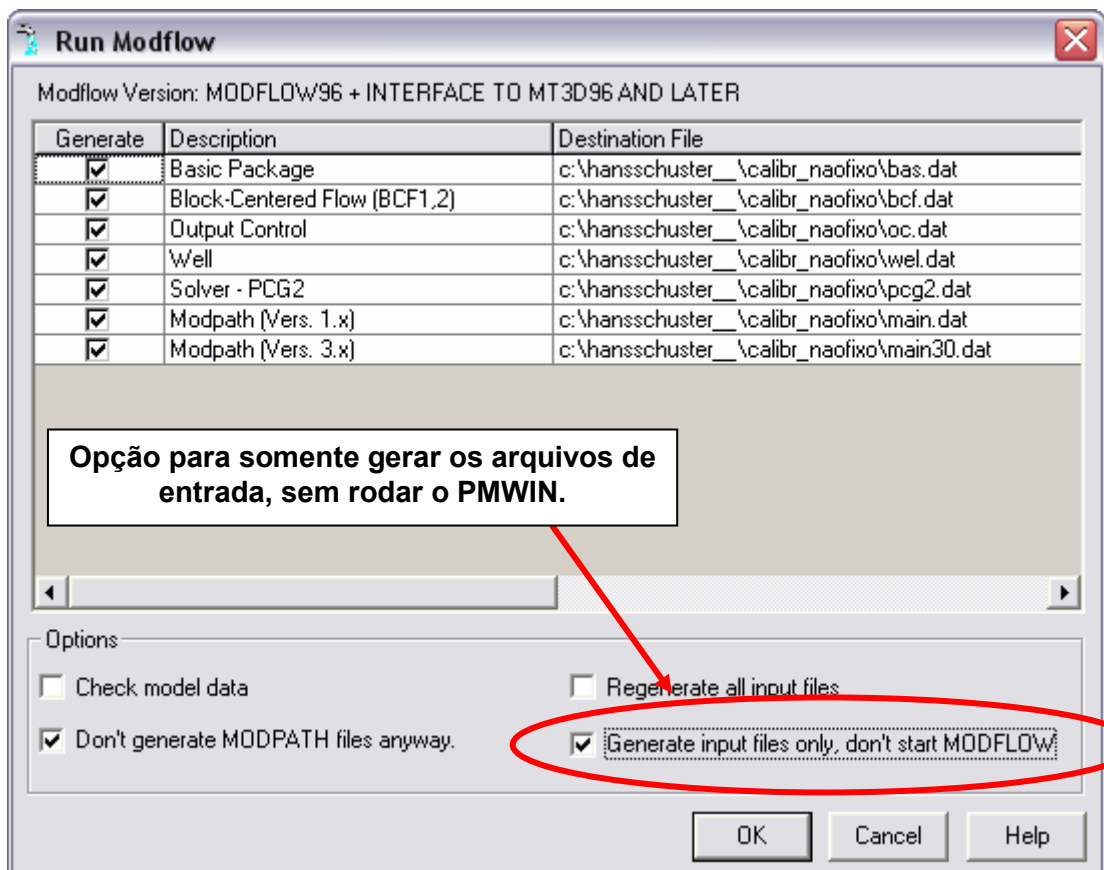 Run Modflow
Modflow Version: MODFLOW96 + INTERFACE TO MT3D96 AND LATER
Generate Description Destination File
Basic Package c:\hansschuster__\calibr_naofixo\bas.dat
Block-Centered Flow (BCF1,2) c:\hansschuster__\calibr_naofixo\bcf.dat
Output Control c:\hansschuster__\calibr_naofixo\oc.dat
Well c:\hansschuster__\calibr_naofixo\wel.dat
Solver - PCG2 c:\hansschuster__\calibr_naofixo\pcg2.dat
Modpath (Vers. 1.x) c:\hansschuster__\calibr_naofixo\main.dat
Modpath (Vers. 3.x) c:\hansschuster__\calibr_naofixo\main30.dat
Opção para somente gerar os arquivos de
entrada, sem rodar o PMWIN.
Options
Check model data Regenerate all input files
Don't generate MODPATH files anyway. Generate input files only, don't start MODFLOW
OK Cancel Help